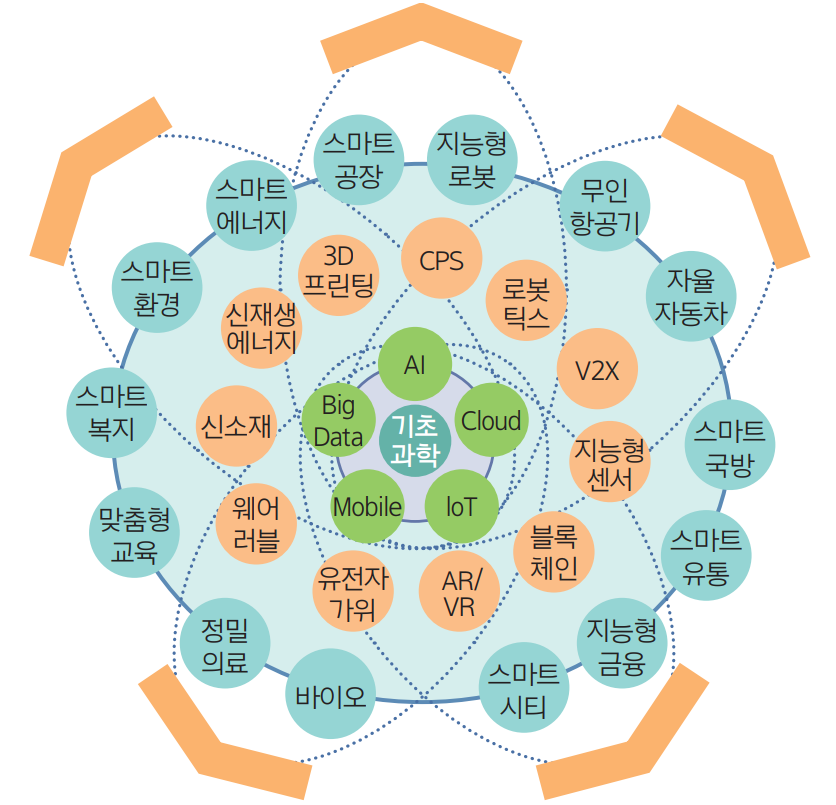 스마트
공장
지능형
로봇
스마트
에너지
무인
항공기
스마트
환경
자율
자동차
3D
프린팅
CPS
로봇
틱스
신재생
에너지
V2X
AI
스마트
복지
신소재
Big
Data
Cloud
기초
과학
지능형
센서
스마트
국방
맞춤형
교육
웨어
러블
Mobile
IoT
블록
체인
스마트
유통
유전자
가위
AR/
VR
정밀
의료
지능형
금융
바이오
스마트
시티